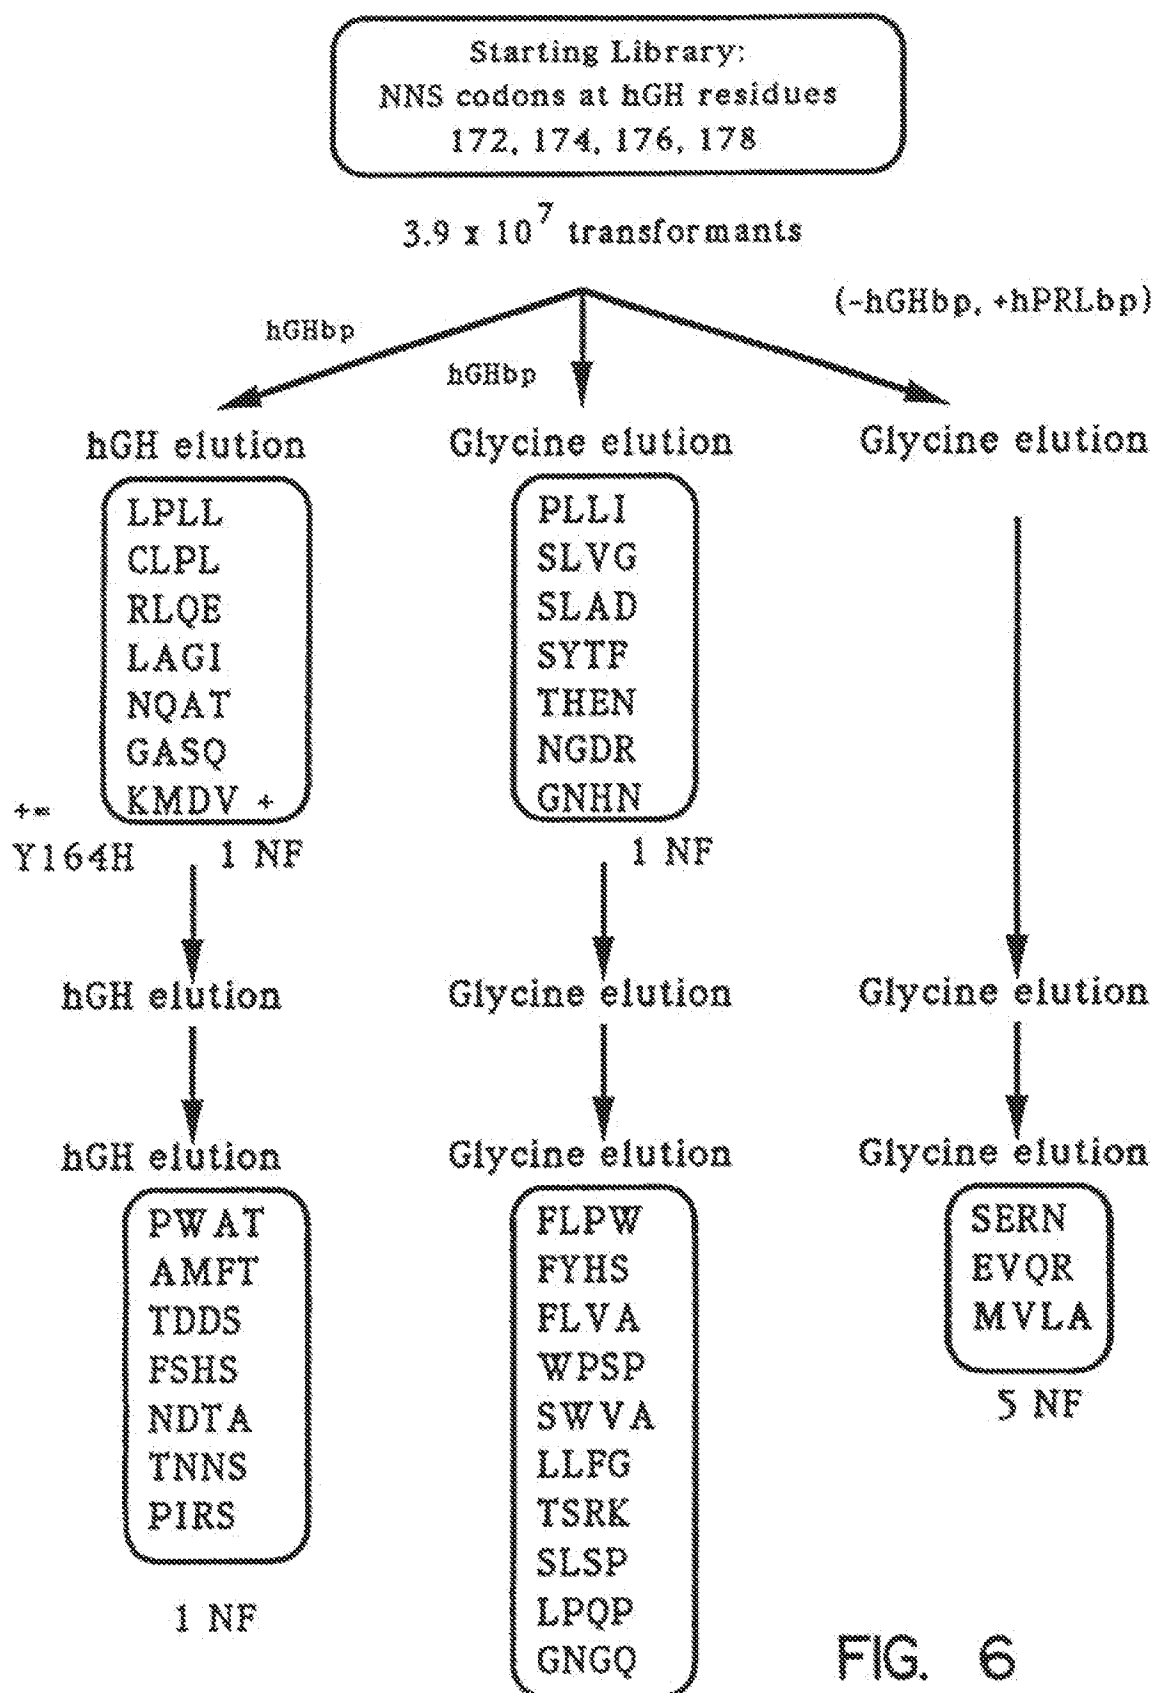 Starting Library:
NNS codons at hGH residues
172, 174, 176, 178
3.9 x 10^7 transformants
(-hGHbp, +hPRLbp)
hGHbp
hGHbp
hGH elution
Glycine elution
Glycine elution
LPLL
CLPL
RLQE
LAGI
NQAT
GASQ
KMDV +
+=
Y164H
1 NF
PLLI
SLVG
SLAD
SYTF
THEN
NGDR
GNHN
1 NF
hGH elution
Glycine elution
Glycine elution
hGH elution
Glycine elution
Glycine elution
PWAT
AMFT
TDDS
FSHS
NDTA
TNNS
PIRS
1 NF
FLPW
FYHS
FLVA
WPSP
SWVA
LLFG
TSRK
SLSP
LPQP
GNGQ
SERN
EVQR
MVLA
5 NF
FIG. 6